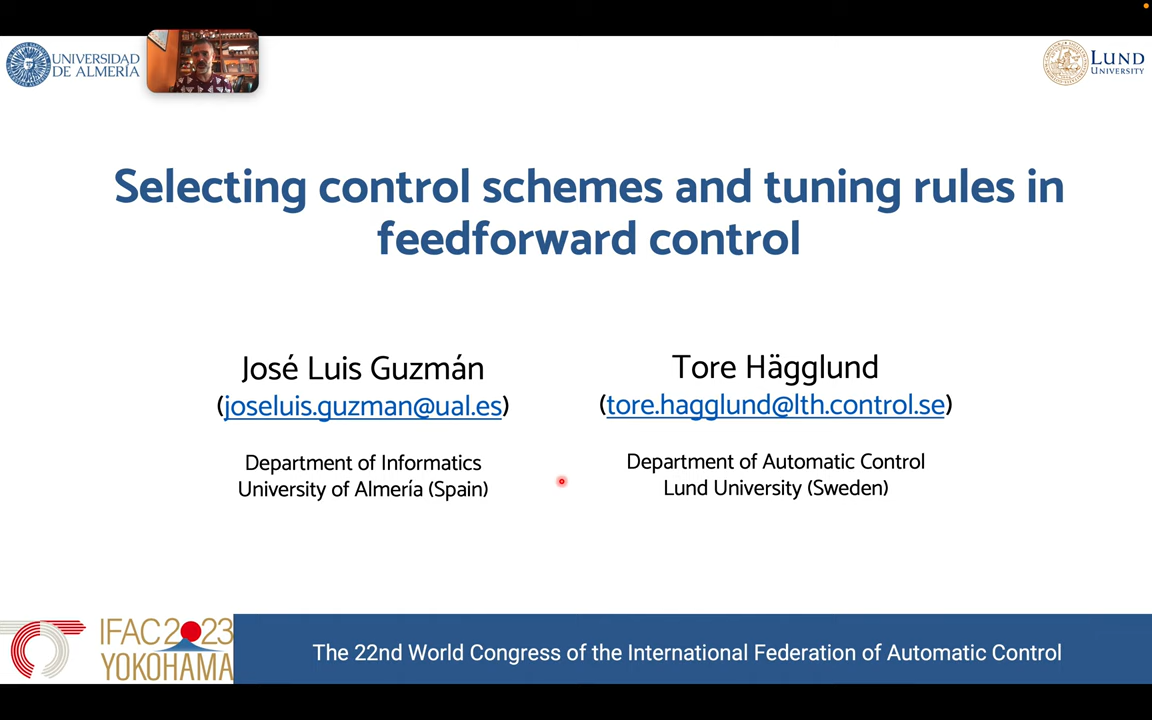 UNIVERSIDAD
DE ALMERÍA
LUND
UNIVERSITY
Selecting control schemes and tuning rules in
feedforward control
José Luis Guzmán
(joseluis.guzman@ual.es)
Department of Informatics
University of Almería (Spain)
Tore Hägglund
(tore.hagglund@lth.control.se)
Department of Automatic Control
Lund University (Sweden)
IFAC 2023
YOKOHAMA
The 22nd World Congress of the International Federation of Automatic Control